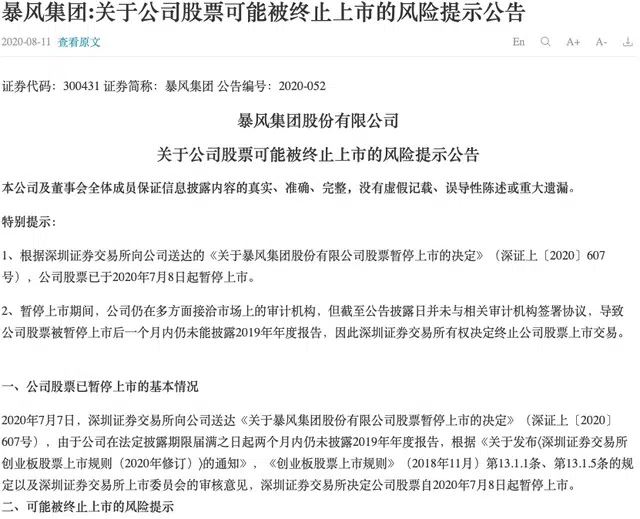 暴风集团:关于公司股票可能被终止上市的风险提示公告
2020-08-11 查看原文 En A+ A-
证券代码：300431 证券简称：暴风集团 公告编号：2020-052
暴风集团股份有限公司
关于公司股票可能被终止上市的风险提示公告
本公司及董事会全体成员保证信息披露内容的真实、准确、完整，没有虚假记载、误导性陈述或重大遗漏。
特别提示：
1、根据深圳证券交易所向公司送达的《关于暴风集团股份有限公司股票暂停上市的决定》（深证上〔2020〕607
号），公司股票已于2020年7月8日起暂停上市。
2、暂停上市期间，公司仍在多方面接洽市场上的审计机构，但截至公告披露日并未与相关审计机构签署协议，导致
公司股票被暂停上市后一个月内仍未能披露2019年年度报告，因此深圳证券交易所有权决定终止公司股票上市交易。
一、公司股票已暂停上市的基本情况
2020年7月7日，深圳证券交易所向公司送达《关于暴风集团股份有限公司股票暂停上市的决定》（深证上〔2020〕
607号），由于公司在法定披露期限届满之日起两个月内仍未披露2019年年度报告，根据《关于发布〈深圳证券交易所
创业板股票上市规则（2020年修订）〉的通知》，《创业板股票上市规则》（2018年11月）第13.1.1条、第13.1.5条的规
定以及深圳证券交易所上市委员会的审核意见，深圳证券交易所决定公司股票自2020年7月8日起暂停上市。
二、可能被终止上市的风险提示